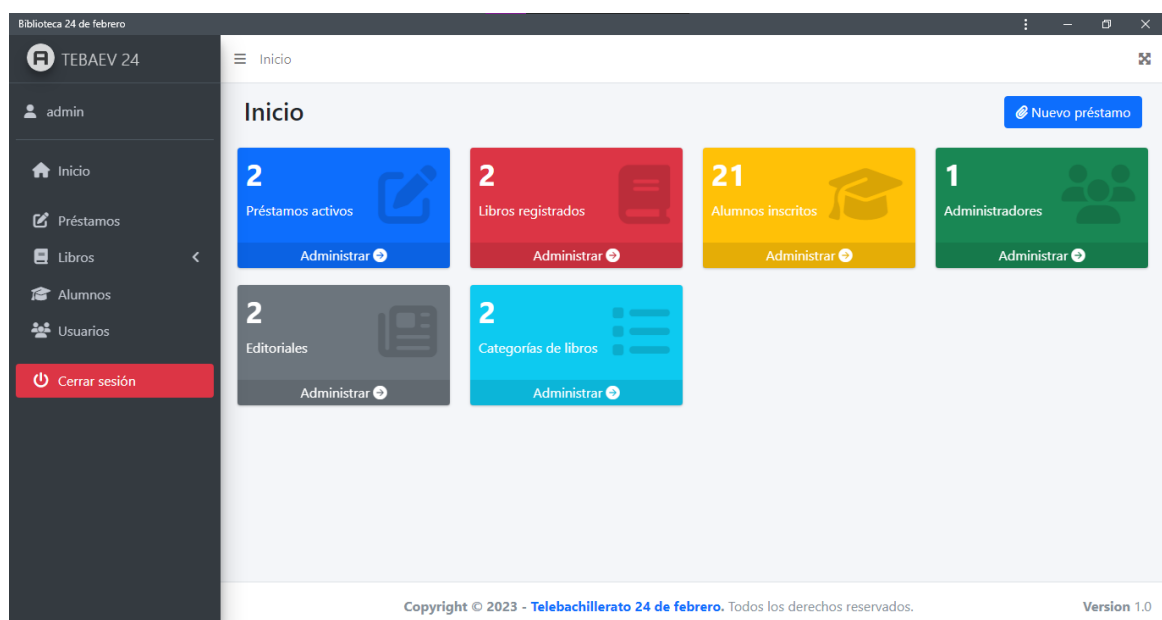 Biblioteca 24 de febrero
TEBAEV 24
Inicio
admin
Inicio
Nuevo préstamo
Inicio
Préstamos
Libros
Alumnos
Usuarios
Cerrar sesión
2
Préstamos activos
Administrar
2
Libros registrados
Administrar
21
Alumnos inscritos
Administrar
1
Administradores
Administrar
2
Editoriales
Administrar
2
Categorías de libros
Administrar
Copyright © 2023 - Telebachillerato 24 de febrero. Todos los derechos reservados.
Version 1.0